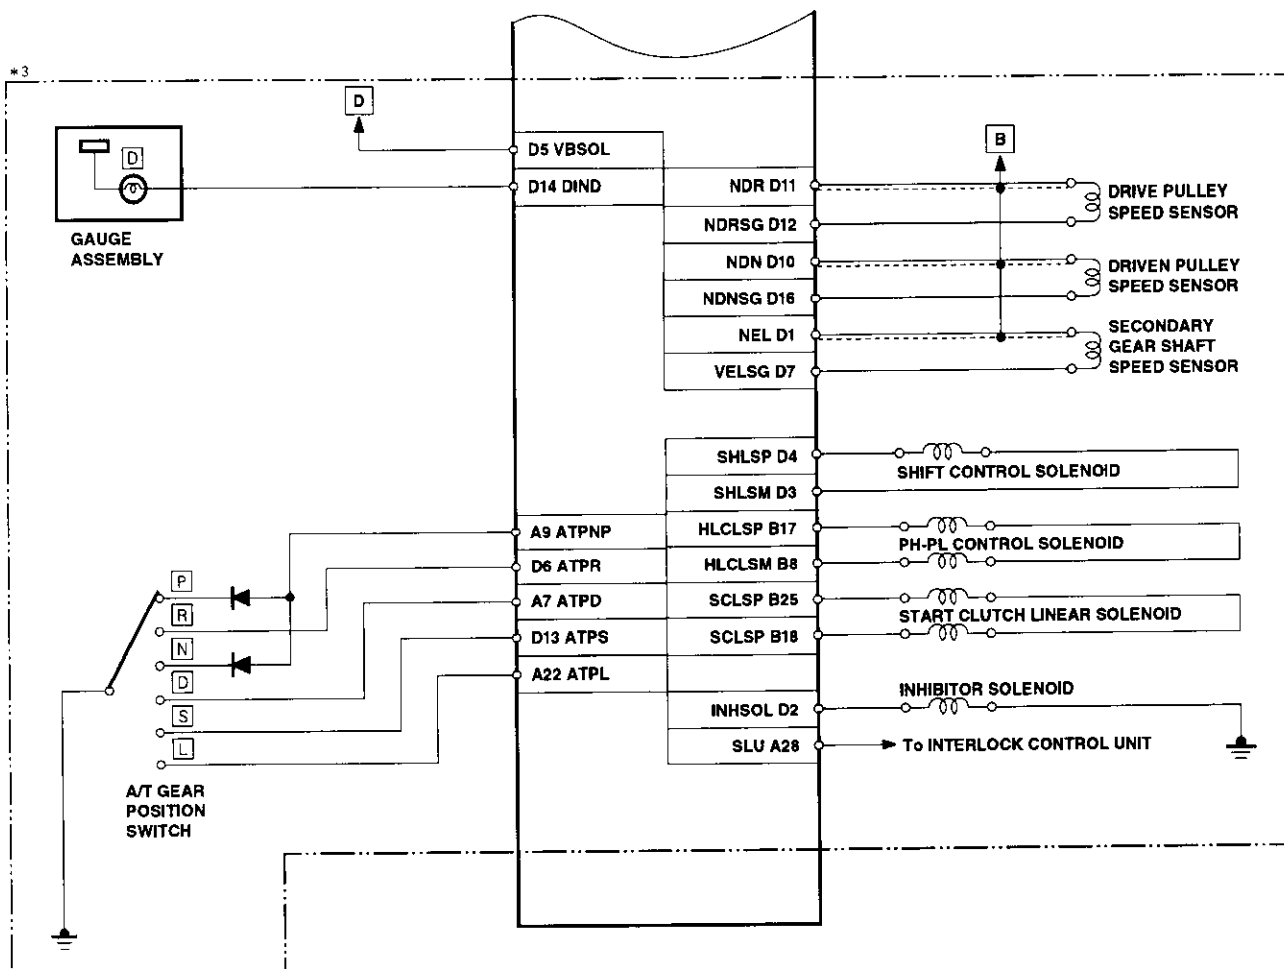 *3
D
B
D
GAUGE
ASSEMBLY
D5 VBSOL
D14 DIND
NDR D11
NDRSG D12
NDN D10
NDNSG D16
NEL D1
VELSG D7
DRIVE PULLEY
SPEED SENSOR
DRIVEN PULLEY
SPEED SENSOR
SECONDARY
GEAR SHAFT
SPEED SENSOR
SHLSP D4
SHLSM D3
HLCLSP B17
HLCLSM B8
SCLSP B25
SCLSP B18
INHSOL D2
SLU A28
SHIFT CONTROL SOLENOID
PH-PL CONTROL SOLENOID
START CLUTCH LINEAR SOLENOID
INHIBITOR SOLENOID
To INTERLOCK CONTROL UNIT
A9 ATPNP
D6 ATPR
A7 ATPD
D13 ATPS
A22 ATPL
P
R
N
D
S
L
A/T GEAR
POSITION
SWITCH